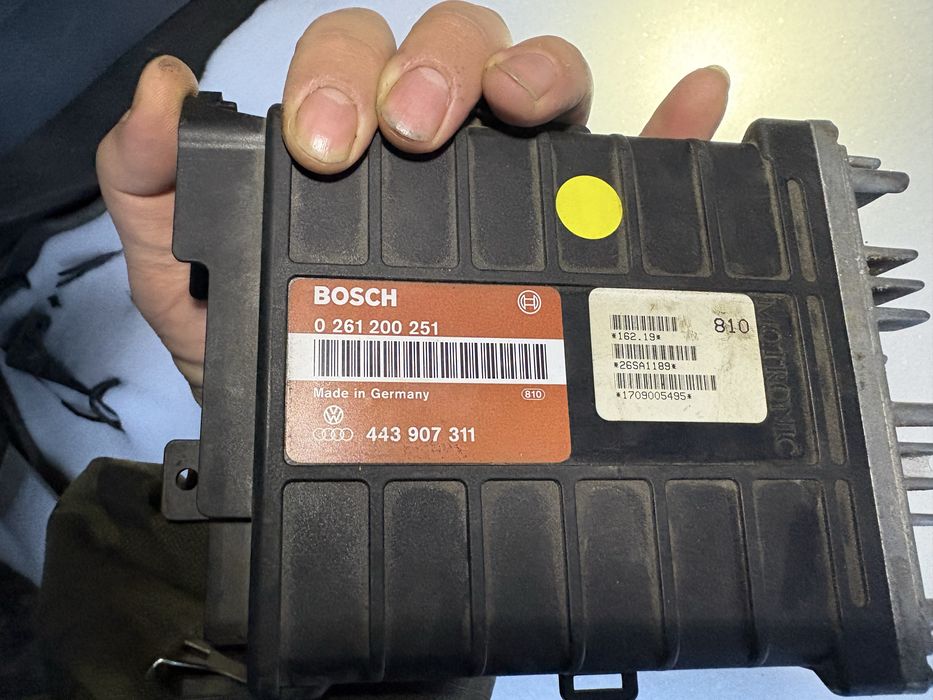 BOSCH
0 261 200 251
Made in Germany
810
443 907 311
810
*162.19*
*26SA1189*
*1709005495*
MOTRONIC